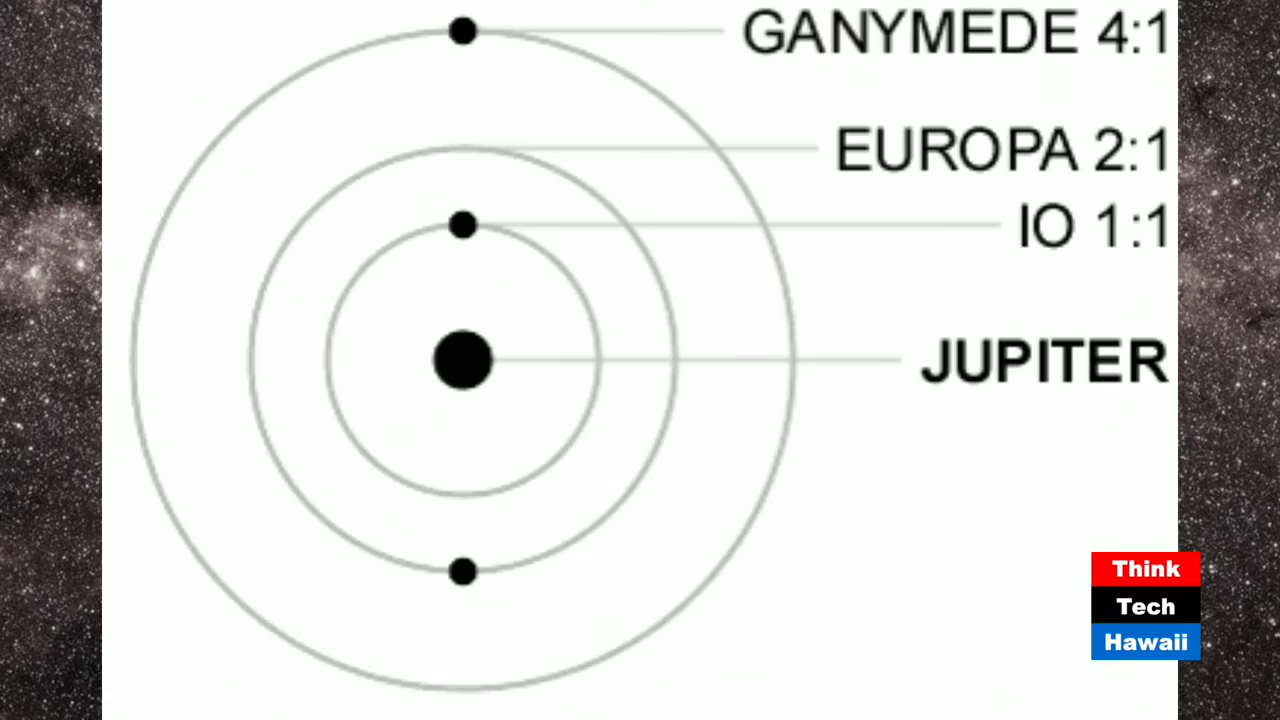 GANYMEDE 4:1
EUROPA 2:1
IO 1:1
JUPITER
Think
Tech
Hawaii